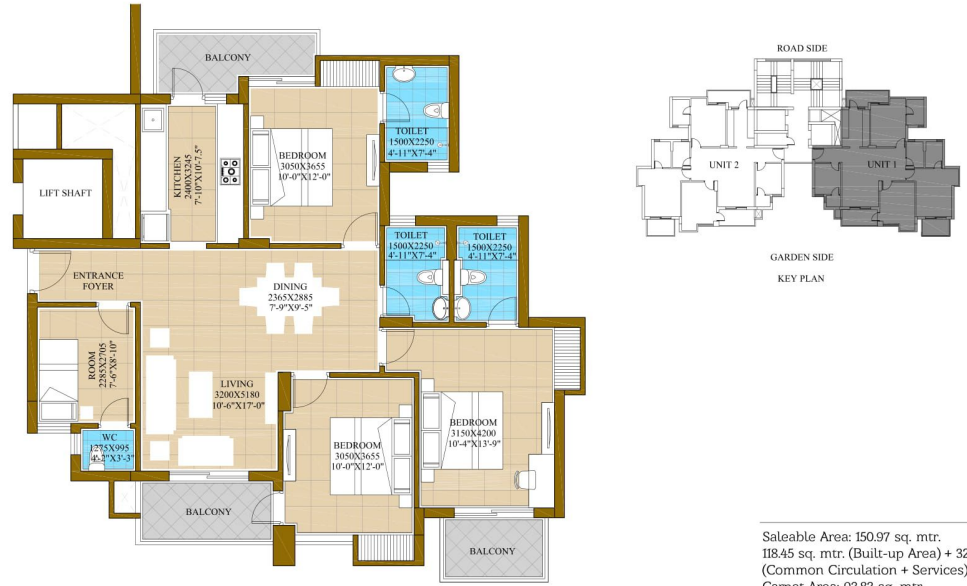 BALCONY
TOILET
1500X2250
4'-11"X7'-4"
KITCHEN
2400X3245
7'-10"X10'-7.5"
BEDROOM
3050X3655
10'-0"X12'-0"
LIFT SHAFT
TOILET
1500X2250
4'-11"X7'-4"
TOILET
1500X2250
4'-11"X7'-4"
ENTRANCE
FOYER
DINING
2365X2885
7'-9"X9'-5"
ROOM
2285X2705
7'-6"X8'-10"
LIVING
3200X5180
10'-6"X17'-0"
WC
1275X995
4'-2"X3'-3"
BEDROOM
3050X3655
10'-0"X12'-0"
BEDROOM
3150X4200
10'-4"X13'-9"
BALCONY
BALCONY
ROAD SIDE
UNIT 2
UNIT 1
GARDEN SIDE
KEY PLAN
Saleable Area: 150.97 sq. mtr.
118.45 sq. mtr. (Built-up Area) + 32
(Common Circulation + Services)